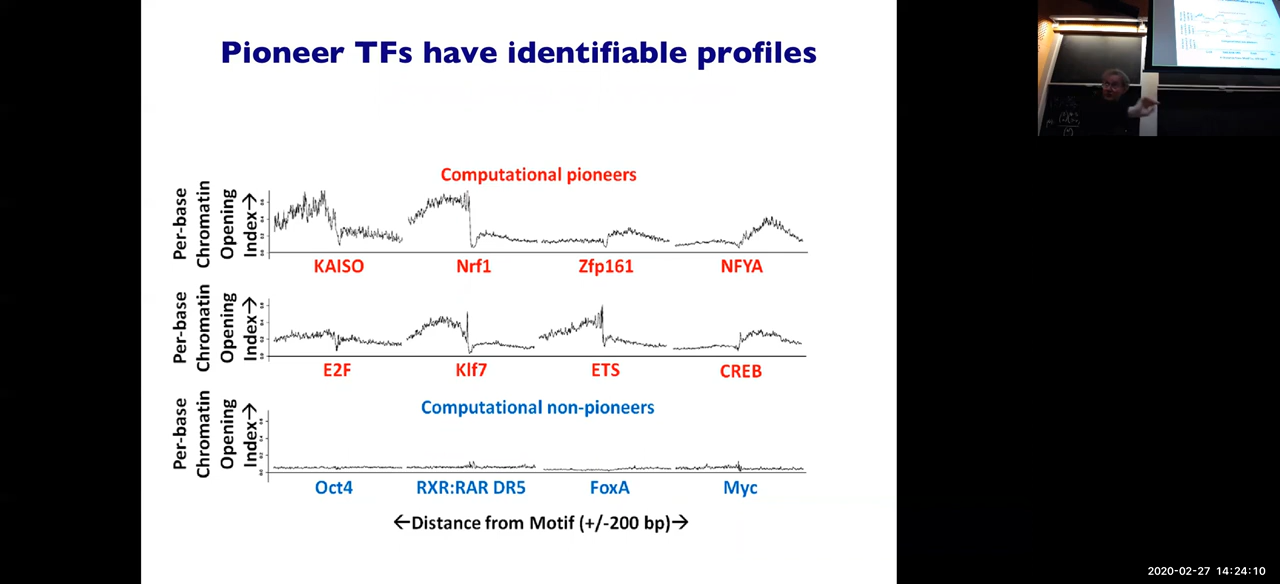 Pioneer TFs have identifiable profiles
Computational pioneers
Per-base
Chromatin
Opening
Index→
KAISO Nrf1 Zfp161 NFYA
Per-base
Chromatin
Opening
Index→
E2F Klf7 ETS CREB
Computational non-pioneers
Per-base
Chromatin
Opening
Index→
Oct4 RXR:RAR DR5 FoxA Myc
←Distance from Motif (+/-200 bp)→
2020-02-27 14:24:10